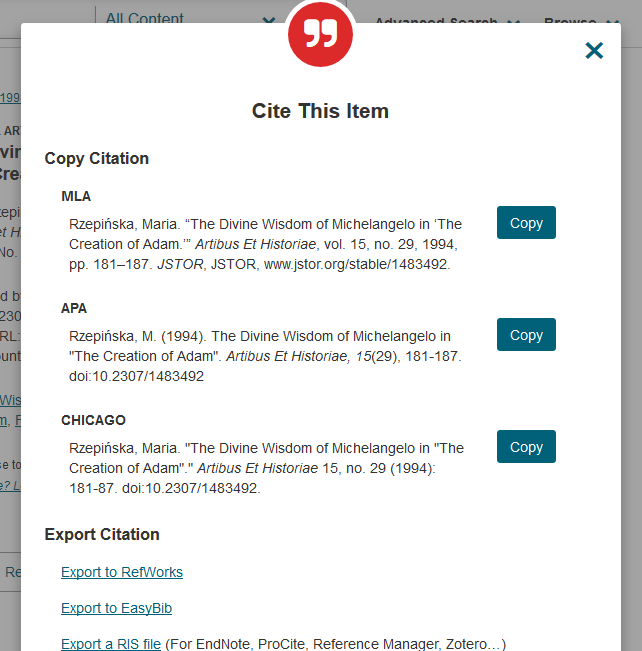 All Content
Advanced Search
Browse
Cite This Item
Copy Citation
MLA
Rzepińska, Maria. “The Divine Wisdom of Michelangelo in ‘The
Creation of Adam.’” Artibus Et Historiae, vol. 15, no. 29, 1994,
pp. 181–187. JSTOR, JSTOR, www.jstor.org/stable/1483492.
Copy
APA
Rzepińska, M. (1994). The Divine Wisdom of Michelangelo in
"The Creation of Adam". Artibus Et Historiae, 15(29), 181-187.
doi:10.2307/1483492
Copy
CHICAGO
Rzepińska, Maria. "The Divine Wisdom of Michelangelo in "The
Creation of Adam"." Artibus Et Historiae 15, no. 29 (1994):
181-87. doi:10.2307/1483492.
Copy
Export Citation
Export to RefWorks
Export to EasyBib
Export a RIS file (For EndNote, ProCite, Reference Manager, Zotero…)